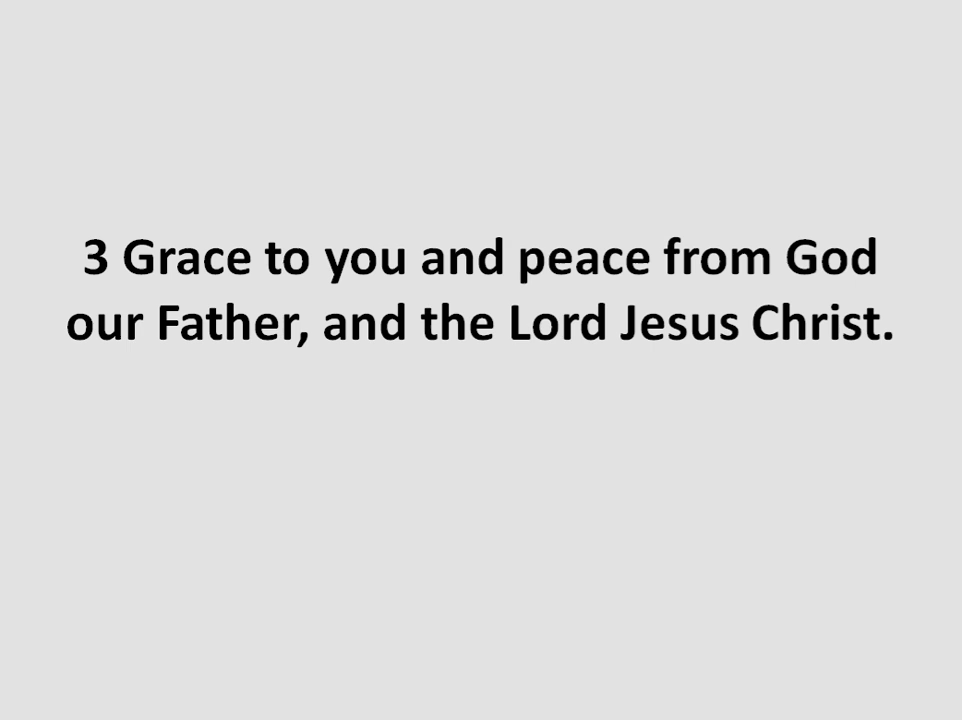 3 Grace to you and peace from God
our Father, and the Lord Jesus Christ.